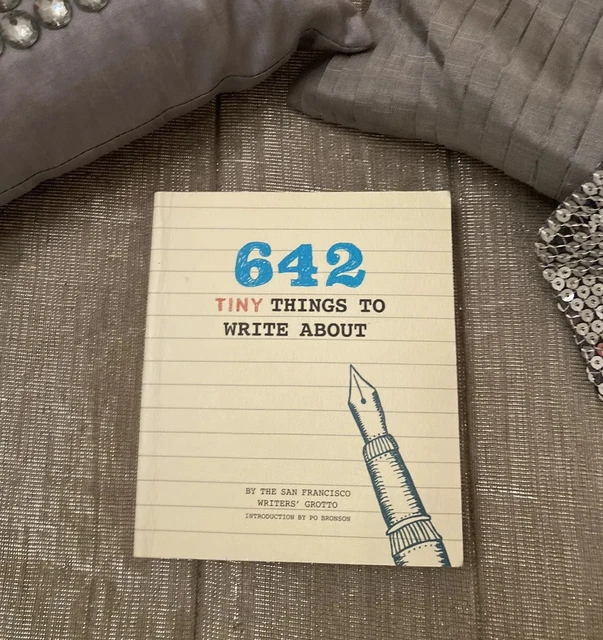 642
TINY THINGS TO
WRITE ABOUT
BY THE SAN FRANCISCO
WRITERS' GROTTO
INTRODUCTION BY PO BRONSON